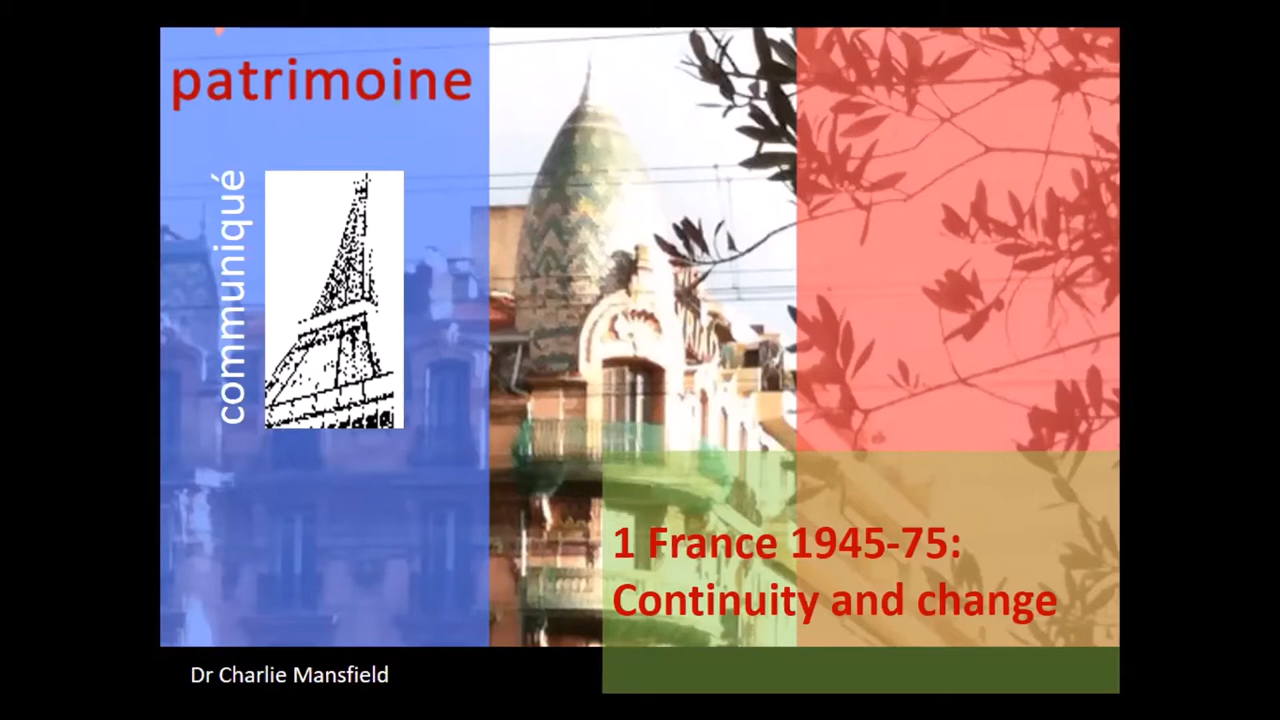 patrimoine
communiqué
1 France 1945-75:
Continuity and change
Dr Charlie Mansfield